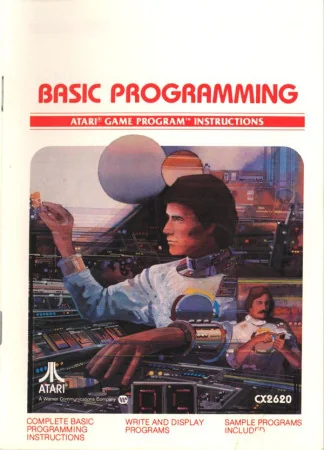 BASIC PROGRAMMING
ATARI® GAME PROGRAM™ INSTRUCTIONS
ATARI
A Warner Communications Company
CX2620
COMPLETE BASIC
PROGRAMMING
INSTRUCTIONS
WRITE AND DISPLAY
PROGRAMS
SAMPLE PROGRAMS
INCLUDED